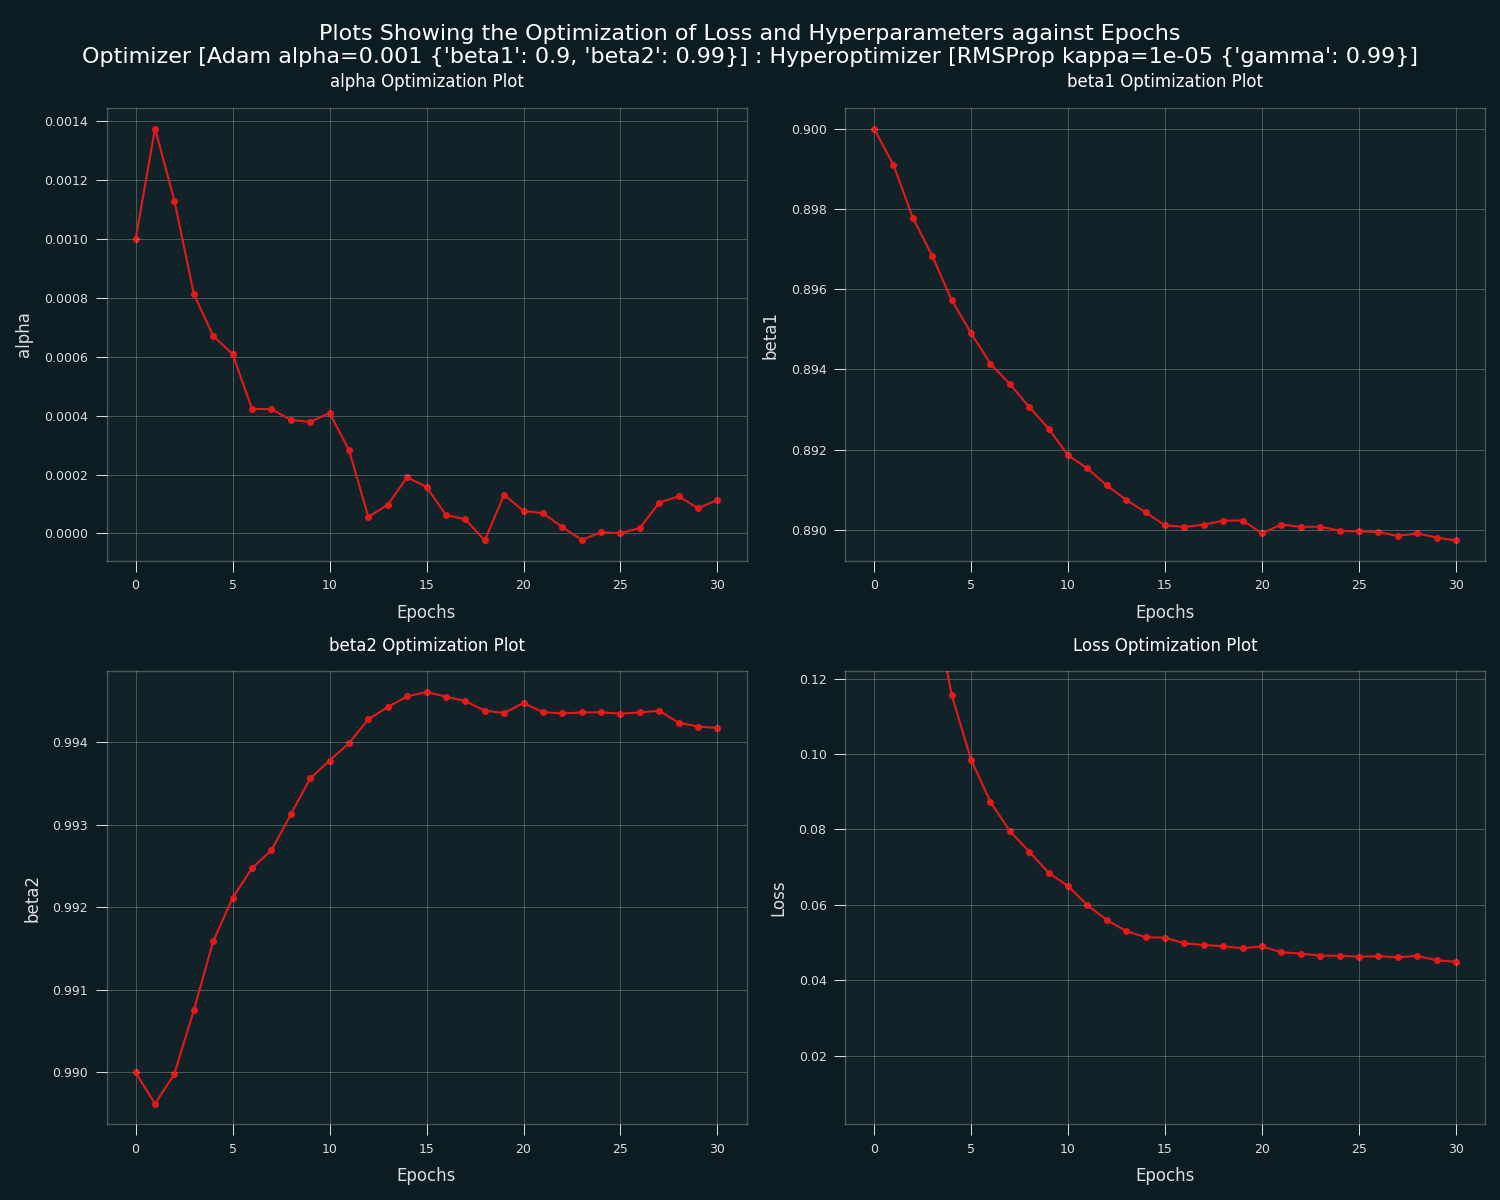 Plots Showing the Optimization of Loss and Hyperparameters against Epochs
Optimizer [Adam alpha=0.001 {'beta1': 0.9, 'beta2': 0.99}] : Hyperoptimizer [RMSProp kappa=1e-05 {'gamma': 0.99}]
alpha Optimization Plot
0.0014
0.0012
0.0010
0.0008
0.0006
0.0004
0.0002
0.0000
alpha
0 5 10 15 20 25 30
Epochs
beta1 Optimization Plot
0.900
0.898
0.896
0.894
0.892
0.890
beta1
0 5 10 15 20 25 30
Epochs
beta2 Optimization Plot
0.994
0.993
0.992
0.991
0.990
beta2
0 5 10 15 20 25 30
Epochs
Loss Optimization Plot
0.12
0.10
0.08
0.06
0.04
0.02
Loss
0 5 10 15 20 25 30
Epochs